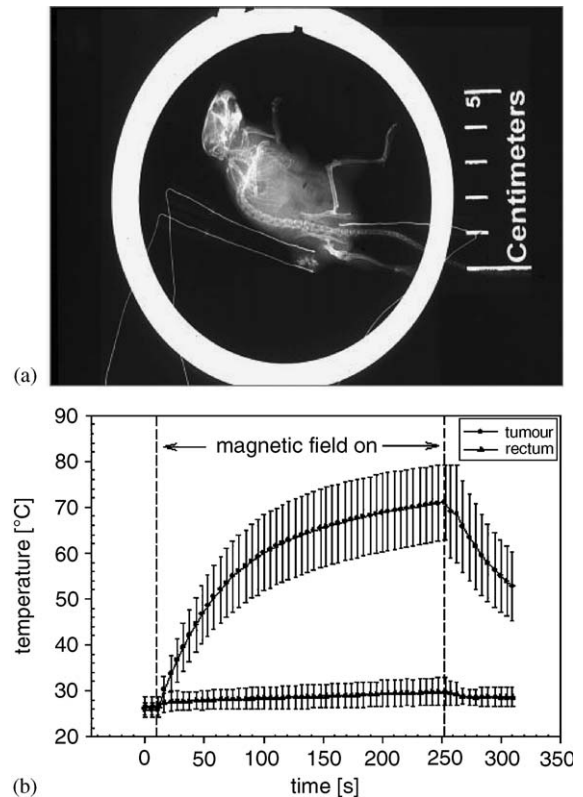 5
Centimeters
(a)
90
80
70
60
50
40
30
20
temperature [°C]
magnetic field on
tumour
rectum
0 50 100 150 200 250 300
time [s]
(b)